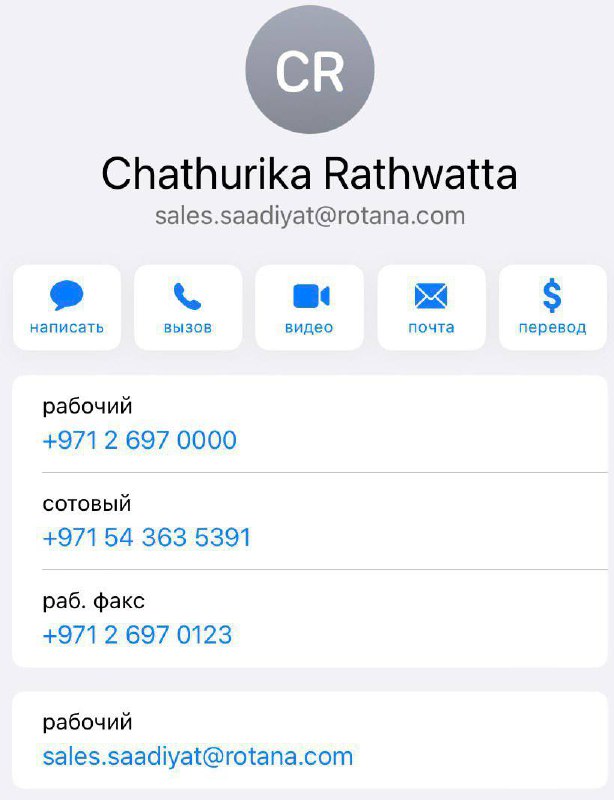 CR
Chathurika Rathwatta
sales.saadiyat@rotana.com
написать вызов видео почта перевод
рабочий
+971 2 697 0000
сотовый
+971 54 363 5391
раб. факс
+971 2 697 0123
рабочий
sales.saadiyat@rotana.com